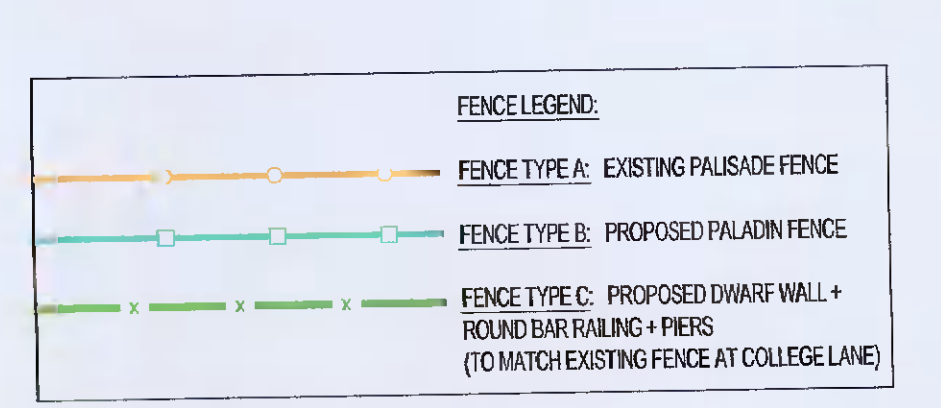 FENCE LEGEND:
FENCE TYPE A: EXISTING PALISADE FENCE
FENCE TYPE B: PROPOSED PALADIN FENCE
x x x FENCE TYPE C: PROPOSED DWARF WALL +
ROUND BAR RAILING + PIERS
(TO MATCH EXISTING FENCE AT COLLEGE LANE)